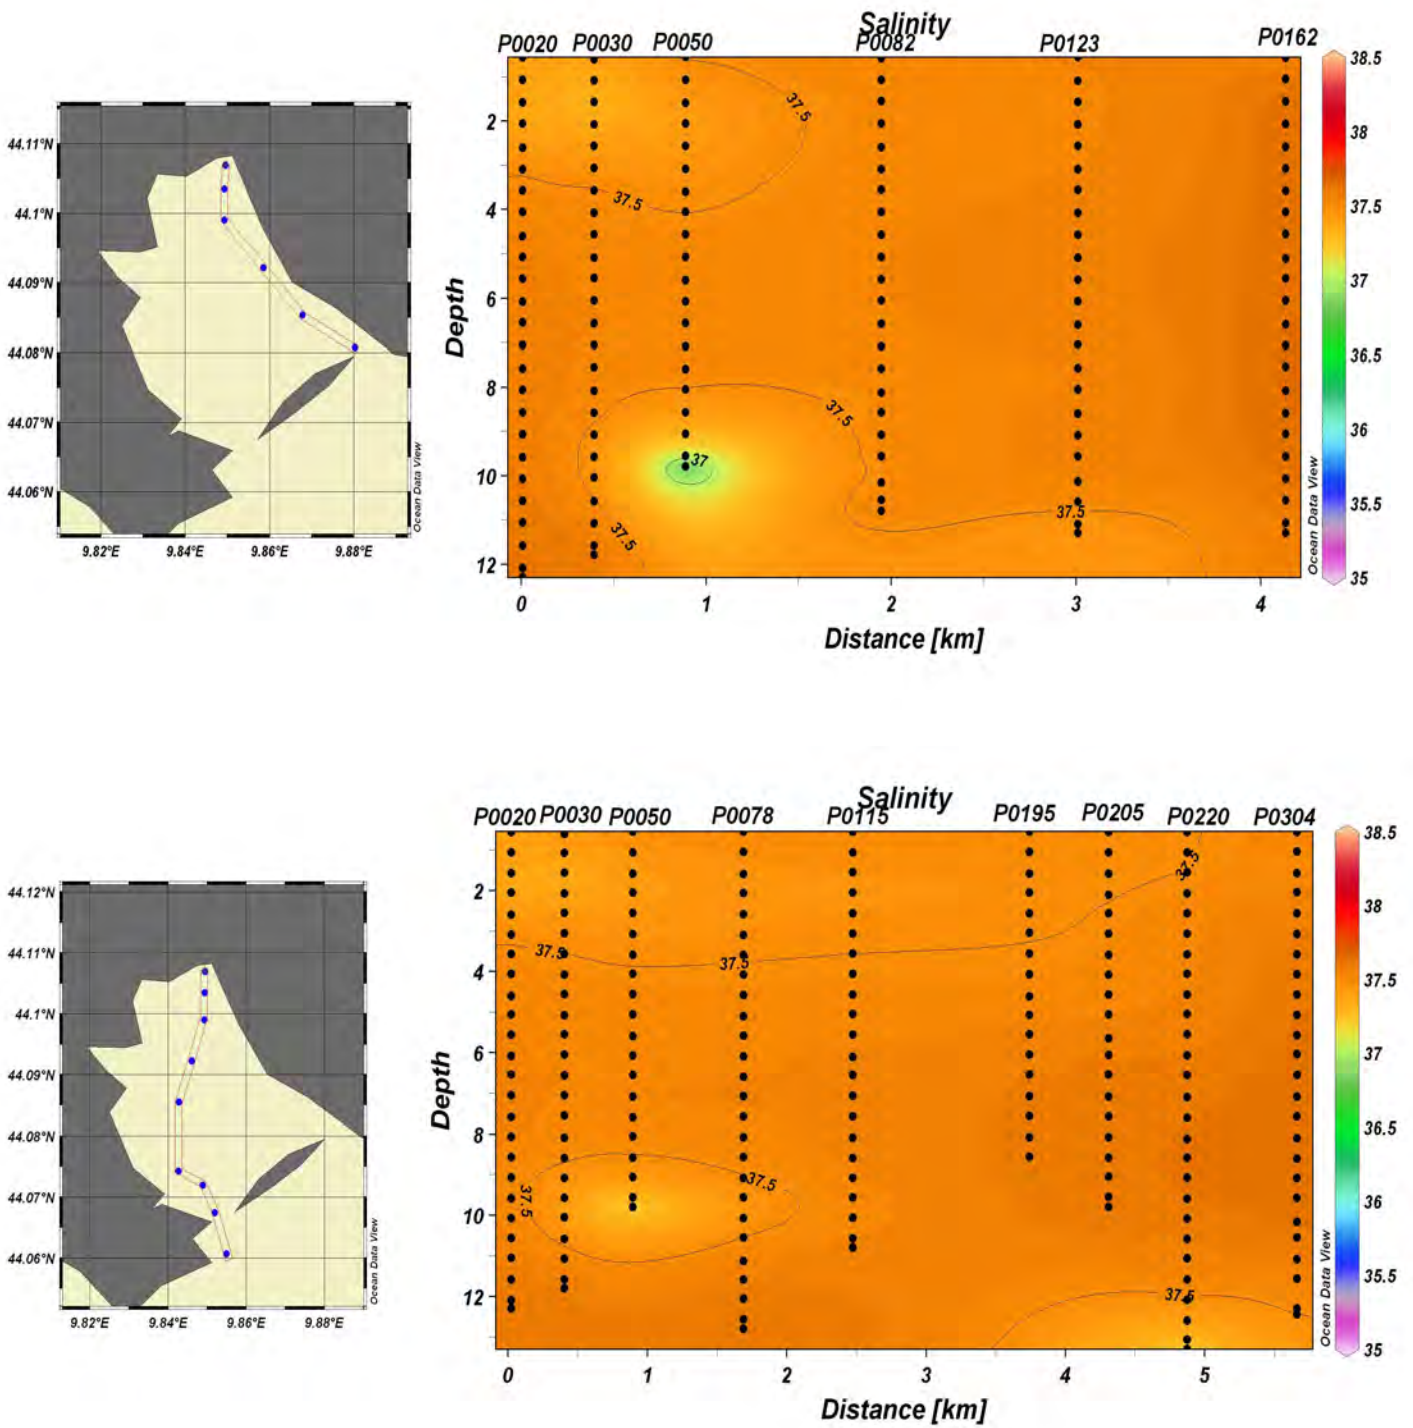 Salinity
P0020 P0030 P0050 P0082 P0123 P0162
44.11°N
44.1°N
44.09°N
44.08°N
44.07°N
44.06°N
9.82°E 9.84°E 9.86°E 9.88°E
Ocean Data View
Depth
2
4
6
8
10
12
37.5
37.5
37.5
37
37.5
37.5
0 1 2 3 4
Distance [km]
Ocean Data View
38.5
38
37.5
37
36.5
36
35.5
35
Salinity
P0020 P0030 P0050 P0078 P0115 P0195 P0205 P0220 P0304
44.12°N
44.11°N
44.1°N
44.09°N
44.08°N
44.07°N
44.06°N
9.82°E 9.84°E 9.86°E 9.88°E
Ocean Data View
Depth
2
4
6
8
10
12
37.5
37.5
37.5
37.5
37.5
37.5
0 1 2 3 4 5
Distance [km]
Ocean Data View
38.5
38
37.5
37
36.5
36
35.5
35